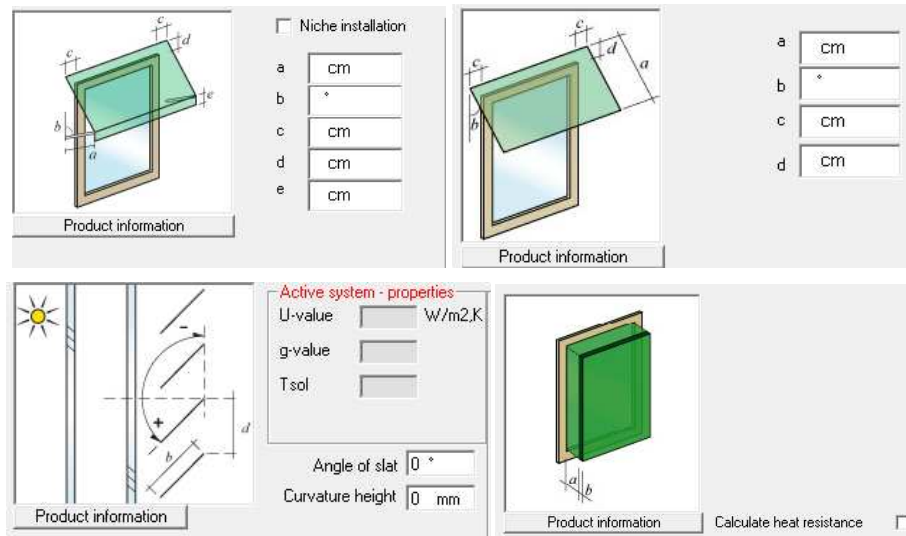 c
d
b
a
e
Product information
Niche installation
a cm
b °
c cm
d cm
e cm
c
d
c
a
b
Product information
a cm
b °
c cm
d cm
-
+
b
d
Product information
Active system - properties
U-value W/m2,K
g-value
Tsol
Angle of slat 0 °
Curvature height 0 mm
a
b
Product information
Calculate heat resistance